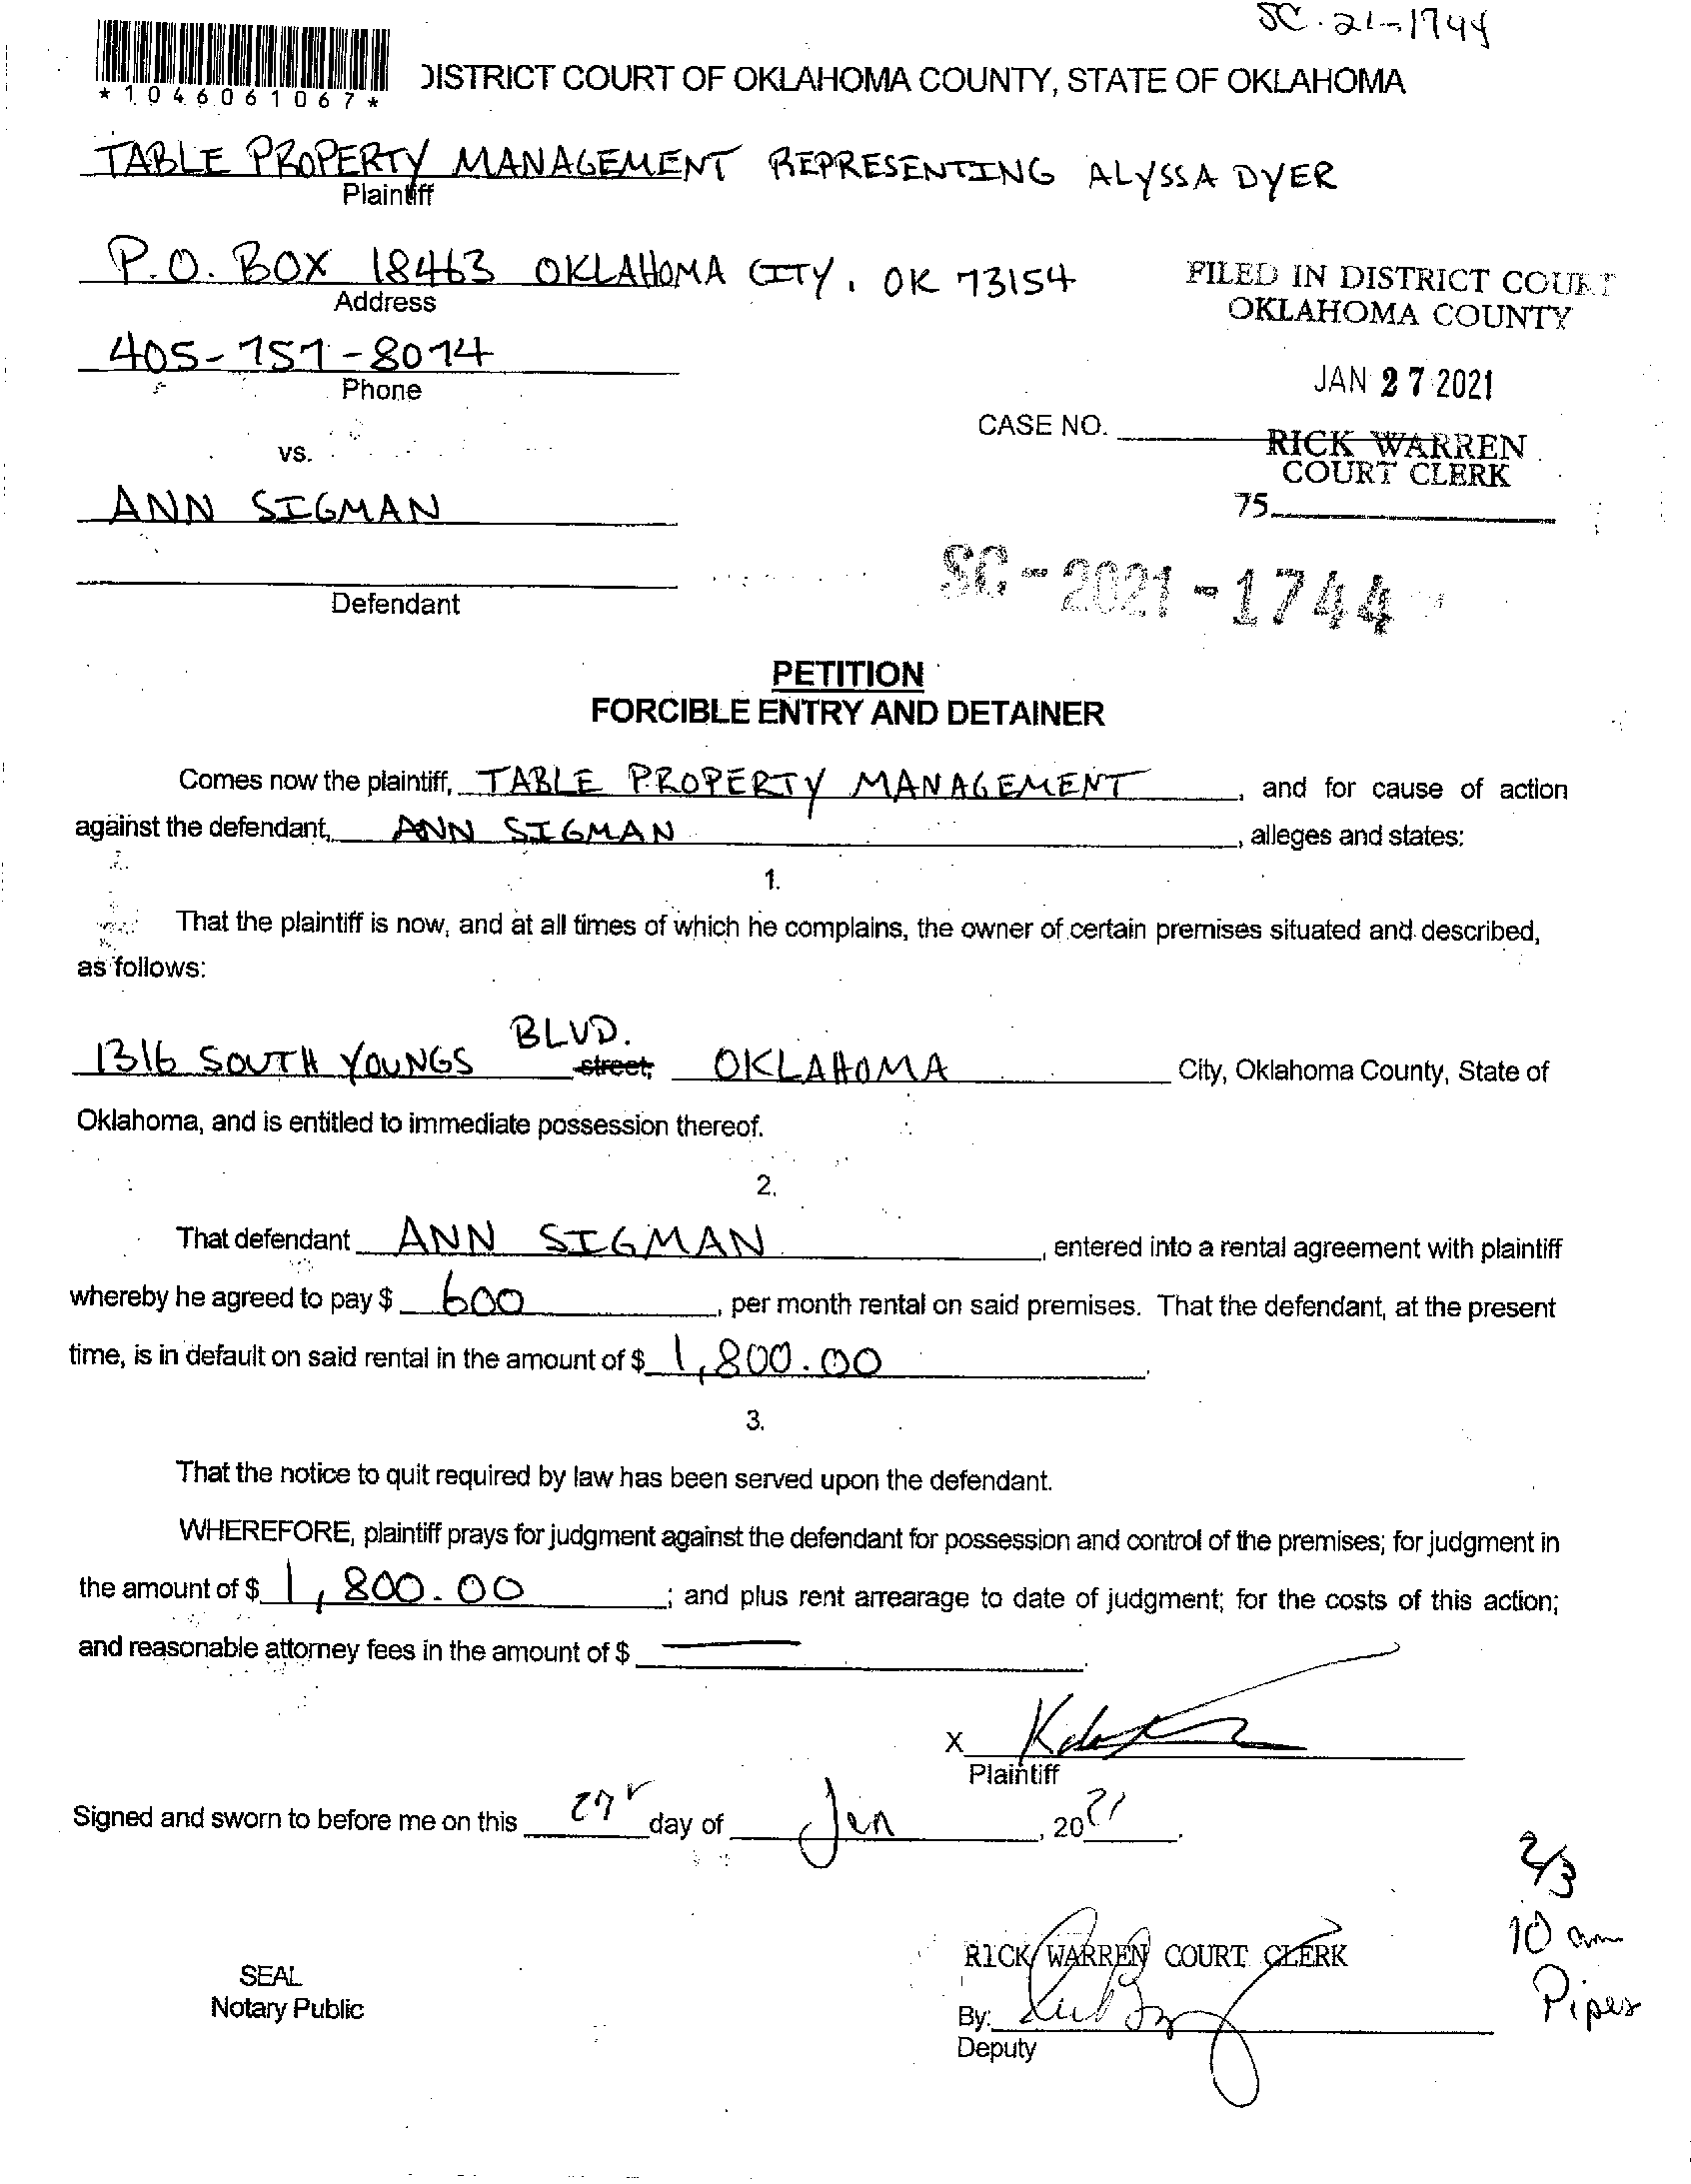 SC-21-1744
*1046061067*
DISTRICT COURT OF OKLAHOMA COUNTY, STATE OF OKLAHOMA
TABLE PROPERTY MANAGEMENT REPRESENTING ALYSSA DYER
Plaintiff
P.O. BOX 18463 OKLAHOMA CITY, OK 73154
Address
FILED IN DISTRICT COURT
OKLAHOMA COUNTY
405-757-8074
Phone
JAN 27 2021
CASE NO.
RICK WARREN
COURT CLERK
vs.
75
ANN SIGMAN
SC-2021-1744
Defendant
PETITION
FORCIBLE ENTRY AND DETAINER
Comes now the plaintiff, TABLE PROPERTY MANAGEMENT, and for cause of action
against the defendant, ANN SIGMAN, alleges and states:
1.
That the plaintiff is now, and at all times of which he complains, the owner of certain premises situated and described,
as follows:
1316 SOUTH YOUNGS BLVD. street, OKLAHOMA City, Oklahoma County, State of
Oklahoma, and is entitled to immediate possession thereof.
2.
That defendant ANN SIGMAN, entered into a rental agreement with plaintiff
whereby he agreed to pay $ 600, per month rental on said premises. That the defendant, at the present
time, is in default on said rental in the amount of $ 1,800.00.
3.
That the notice to quit required by law has been served upon the defendant.
WHEREFORE, plaintiff prays for judgment against the defendant for possession and control of the premises; for judgment in
the amount of $ 1,800.00; and plus rent arrearage to date of judgment; for the costs of this action;
and reasonable attorney fees in the amount of $ —.
X
Plaintiff
Signed and sworn to before me on this 27 day of Jan, 2021.
2/3
10 am
Pipes
RICK WARREN COURT CLERK
SEAL
Notary Public
By:
Deputy